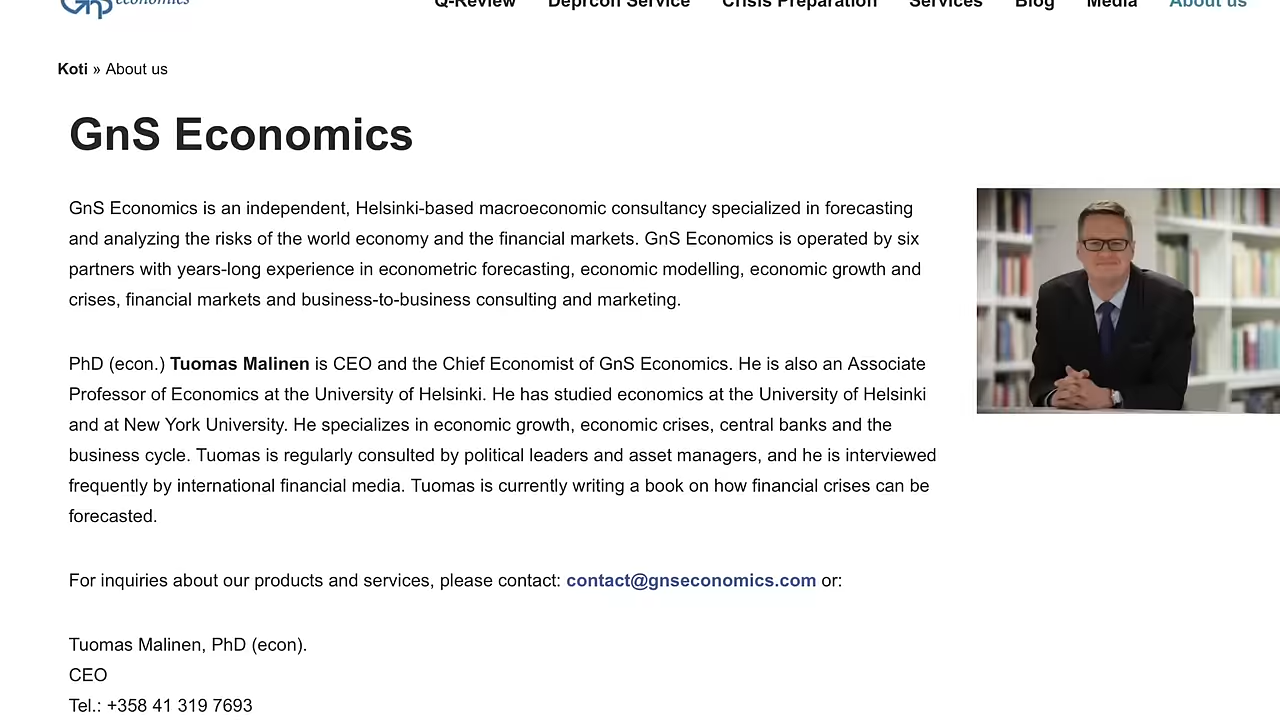 GnS economics
Q-Review Deprcon Service Crisis Preparation Services Blog Media About us
Koti » About us
GnS Economics
GnS Economics is an independent, Helsinki-based macroeconomic consultancy specialized in forecasting
and analyzing the risks of the world economy and the financial markets. GnS Economics is operated by six
partners with years-long experience in econometric forecasting, economic modelling, economic growth and
crises, financial markets and business-to-business consulting and marketing.
PhD (econ.) Tuomas Malinen is CEO and the Chief Economist of GnS Economics. He is also an Associate
Professor of Economics at the University of Helsinki. He has studied economics at the University of Helsinki
and at New York University. He specializes in economic growth, economic crises, central banks and the
business cycle. Tuomas is regularly consulted by political leaders and asset managers, and he is interviewed
frequently by international financial media. Tuomas is currently writing a book on how financial crises can be
forecasted.
For inquiries about our products and services, please contact: contact@gnseconomics.com or:
Tuomas Malinen, PhD (econ).
CEO
Tel.: +358 41 319 7693